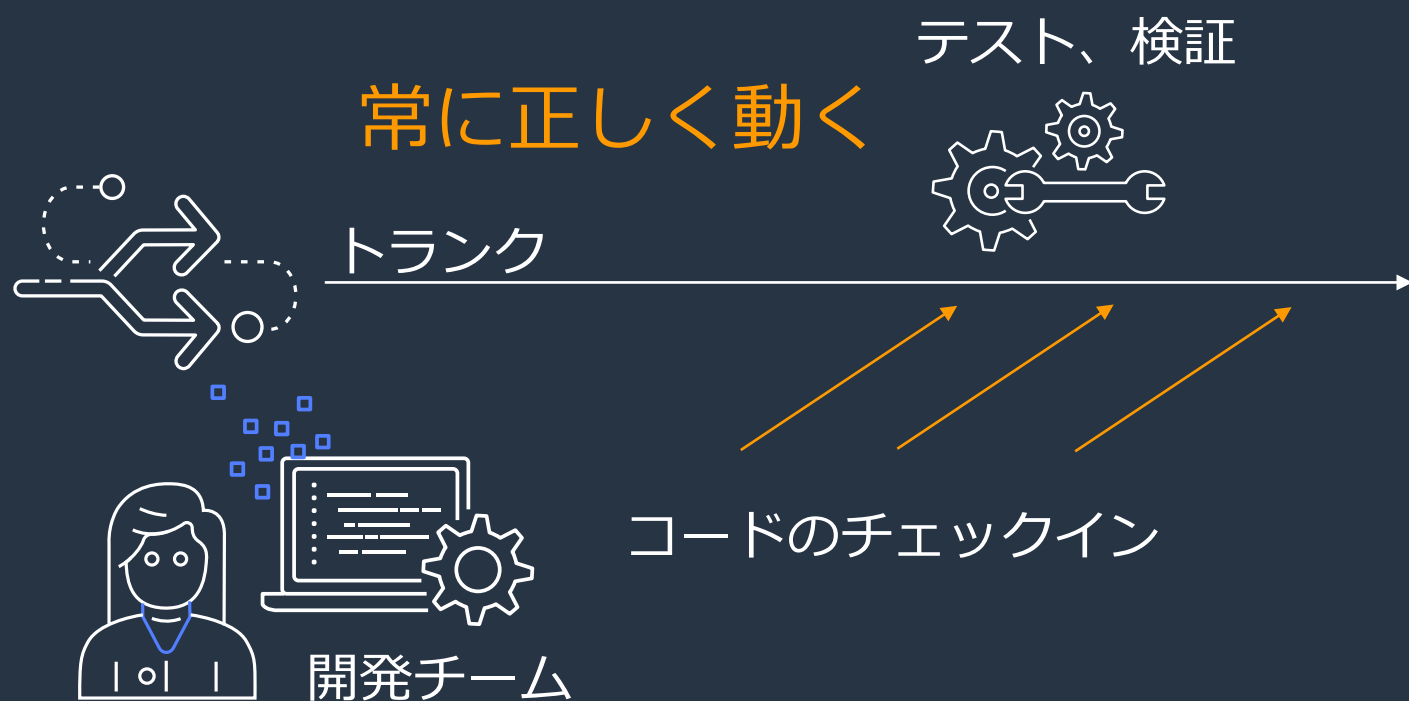 テスト、検証
常に正しく動く
トランク
コードのチェックイン
開発チーム